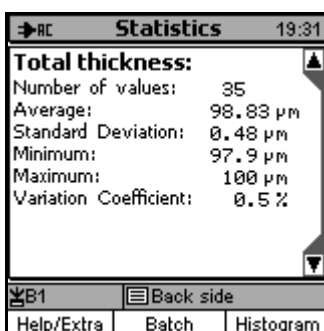 AC Statistics 19:31
Total thickness:
Number of values: 35
Average: 98.83 µm
Standard Deviation: 0.48 µm
Minimum: 97.9 µm
Maximum: 100 µm
Variation Coefficient: 0.5 %
B1 Back side
Help/Extra Batch Histogram